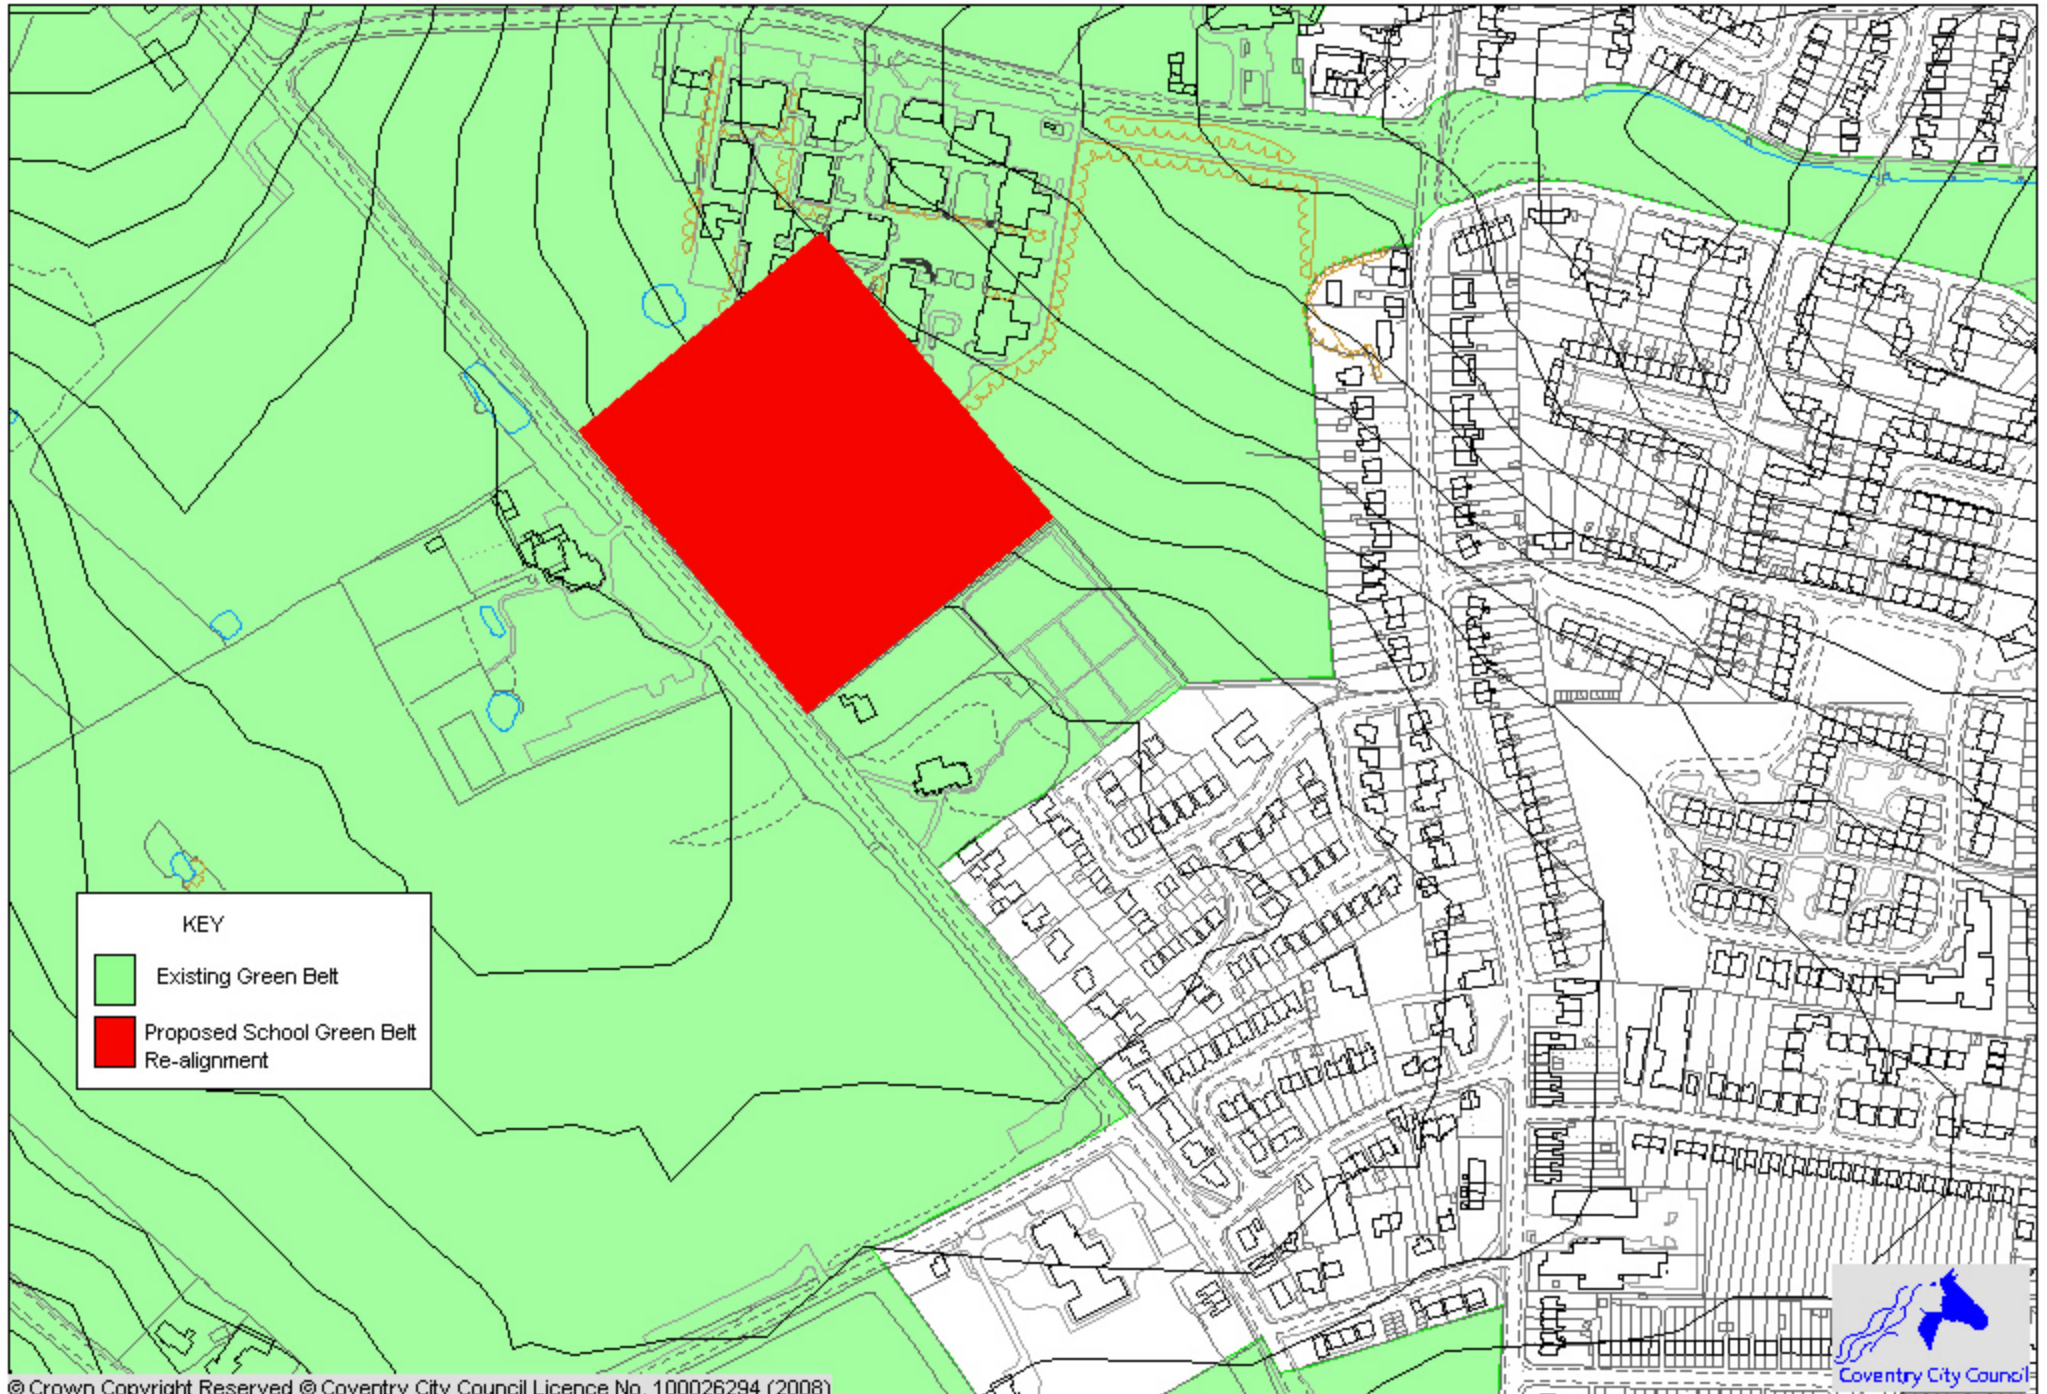 KEY
Existing Green Belt
Proposed School Green Belt
Re-alignment
Coventry City Council
© Crown Copyright Reserved © Coventry City Council Licence No. 100026294 (2008)